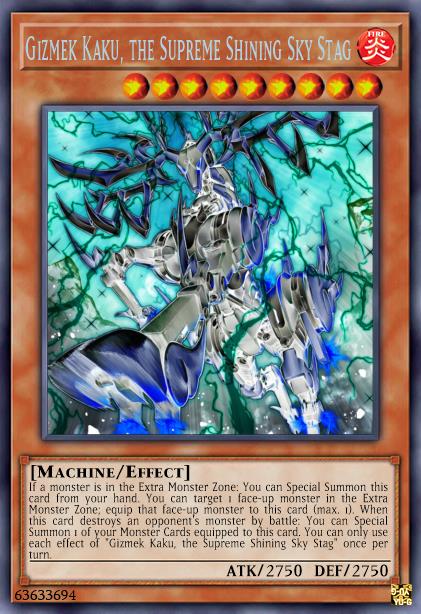 Gizmek Kaku, the Supreme Shining Sky Stag
FIRE
炎
[Machine/Effect]
If a monster is in the Extra Monster Zone: You can Special Summon this
card from your hand. You can target 1 face-up monster in the Extra
Monster Zone; equip that face-up monster to this card (max. 1). When
this card destroys an opponent's monster by battle: You can Special
Summon 1 of your Monster Cards equipped to this card. You can only use
each effect of "Gizmek Kaku, the Supreme Shining Sky Stag" once per
turn.
ATK/2750 DEF/2750
63633694